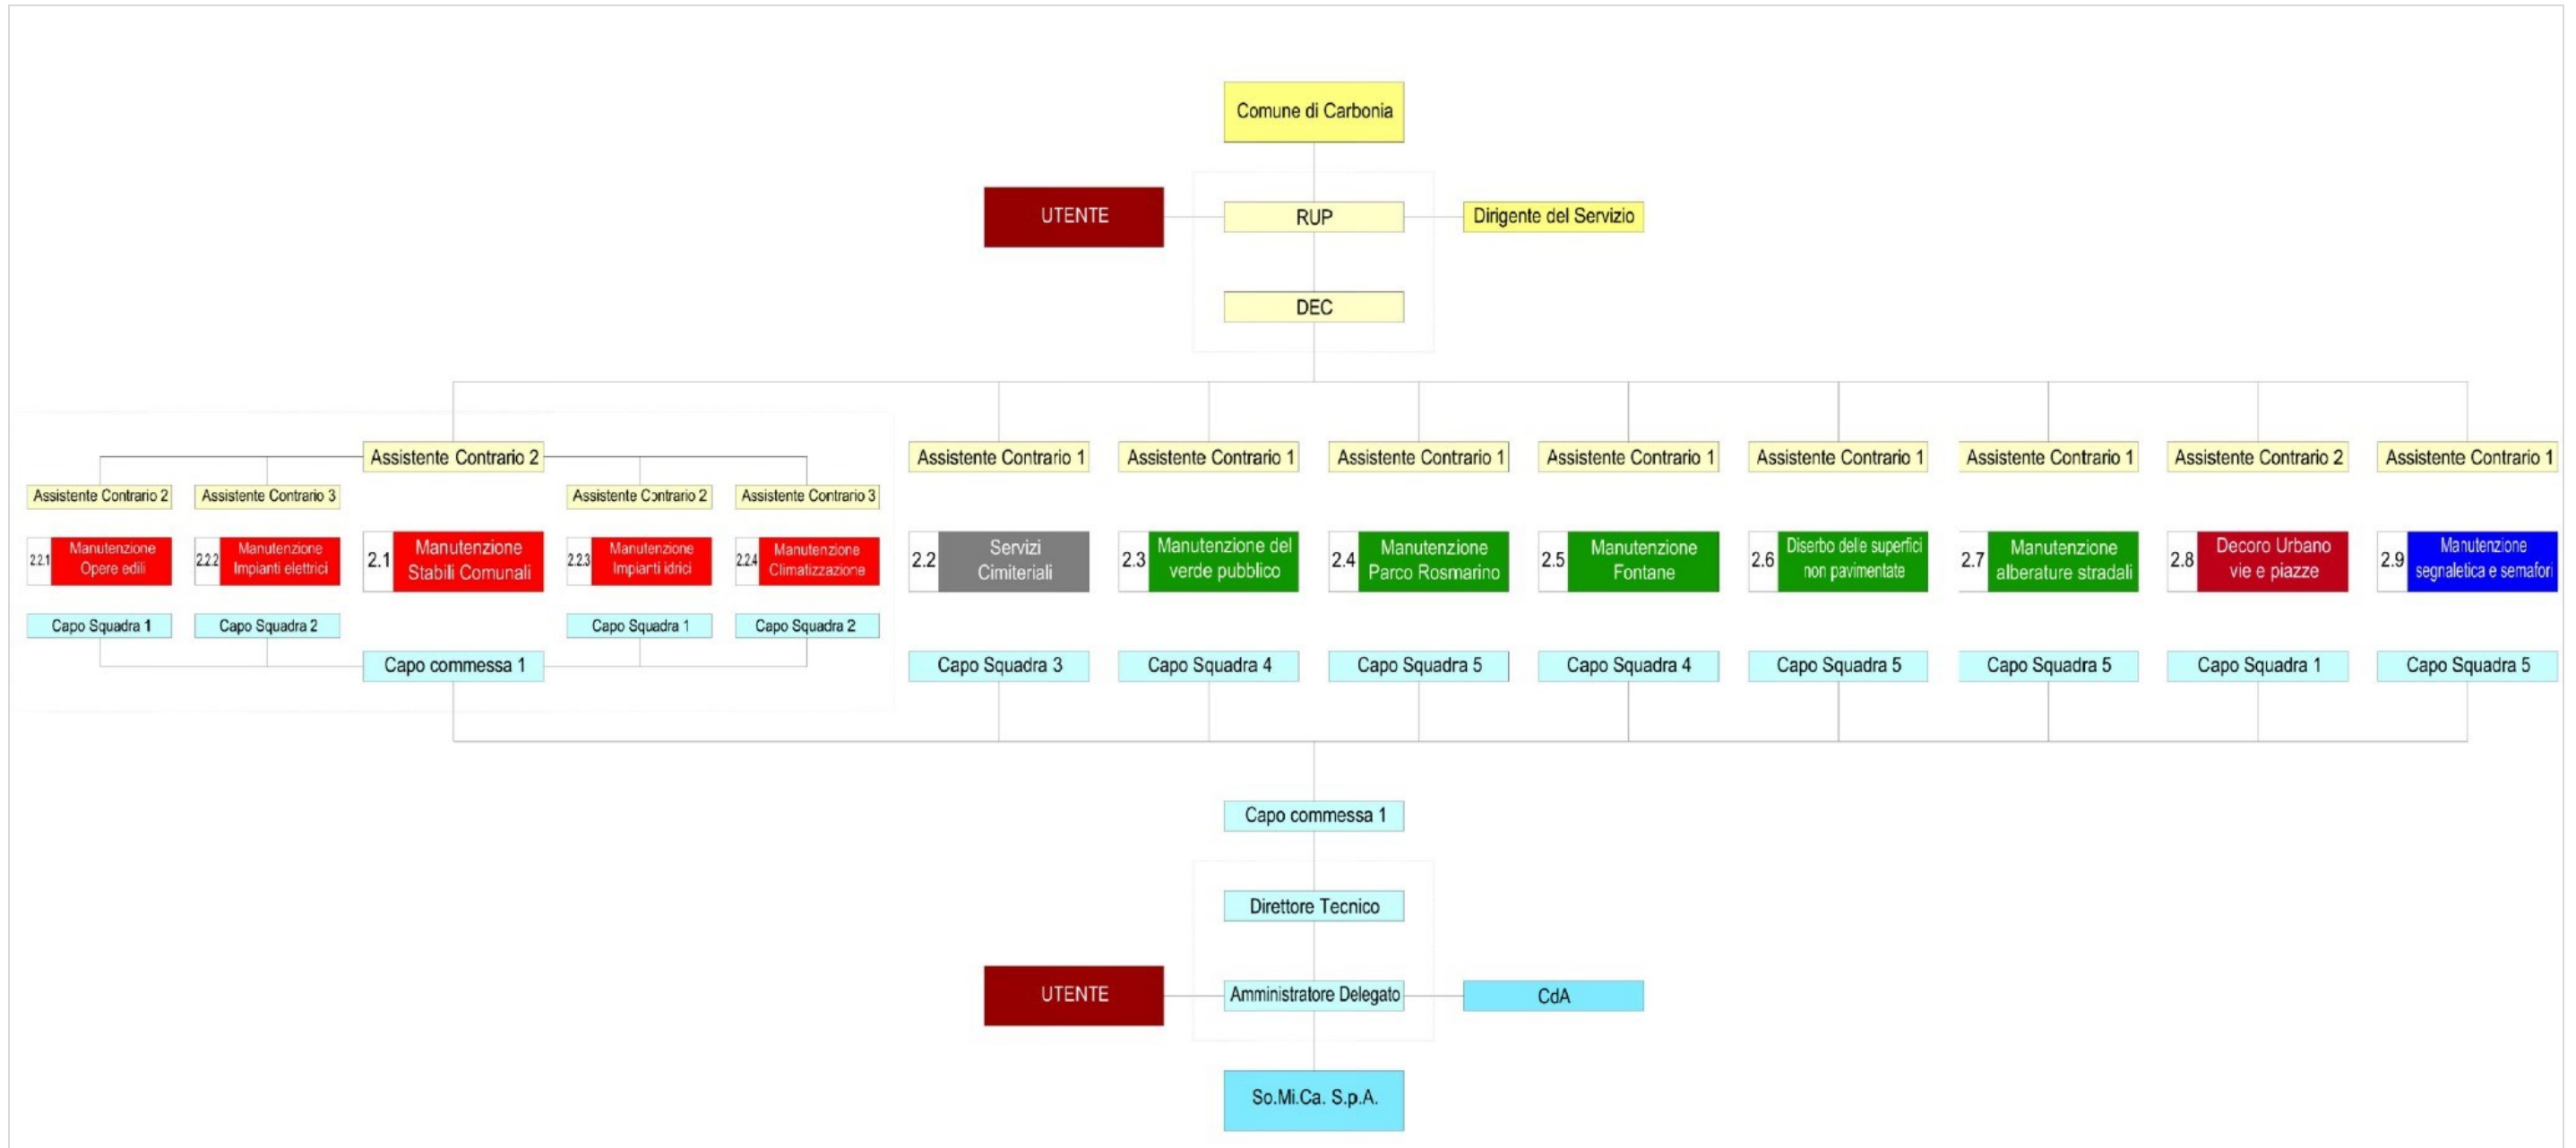 Comune di Carbonia
UTENTE
RUP
Dirigente del Servizio
DEC
Assistente Contrario 2
Assistente Contrario 1
Assistente Contrario 1
Assistente Contrario 1
Assistente Contrario 1
Assistente Contrario 1
Assistente Contrario 1
Assistente Contrario 2
Assistente Contrario 1
Assistente Contrario 2
Assistente Contrario 3
Assistente Contrario 2
Assistente Contrario 3
2.2.1
Manutenzione
Opere edili
2.2.2
Manutenzione
Impianti elettrici
2.1
Manutenzione
Stabili Comunali
2.2.3
Manutenzione
Impianti idrici
2.2.4
Manutenzione
Climatizzazione
2.2
Servizi
Cimiteriali
2.3
Manutenzione del
verde pubblico
2.4
Manutenzione
Parco Rosmarino
2.5
Manutenzione
Fontane
2.6
Diserbo delle superfici
non pavimentate
2.7
Manutenzione
alberature stradali
2.8
Decoro Urbano
vie e piazze
2.9
Manutenzione
segnaletica e semafori
Capo Squadra 1
Capo Squadra 2
Capo Squadra 1
Capo Squadra 2
Capo commessa 1
Capo Squadra 3
Capo Squadra 4
Capo Squadra 5
Capo Squadra 4
Capo Squadra 5
Capo Squadra 5
Capo Squadra 1
Capo Squadra 5
Capo commessa 1
Direttore Tecnico
UTENTE
Amministratore Delegato
CdA
So.Mi.Ca. S.p.A.